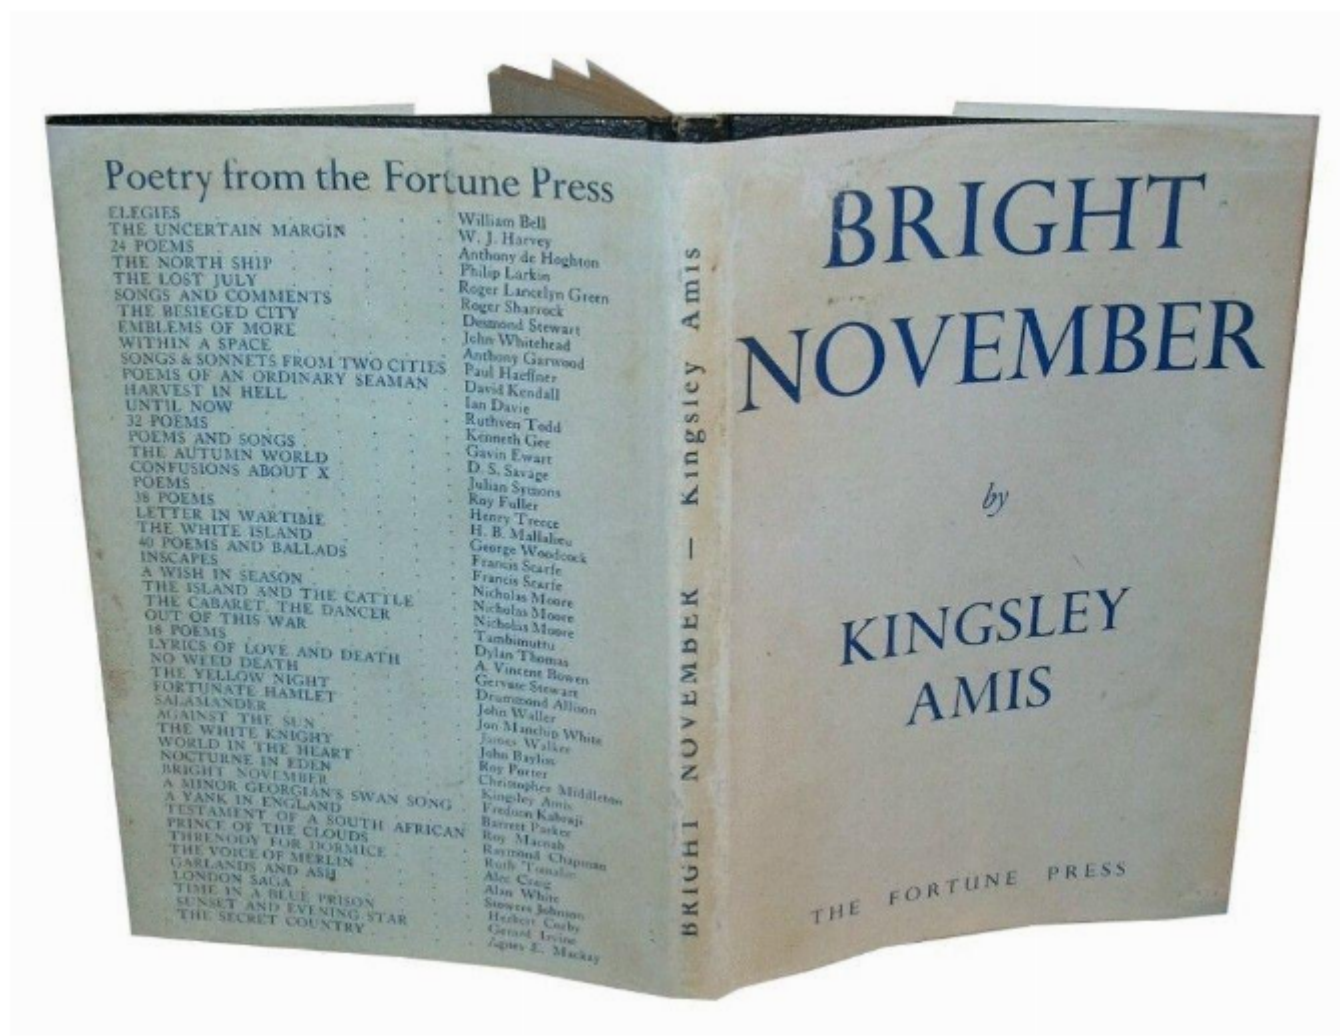 Poetry from the Fortune Press
ELEGIES . . . William Bell
THE UNCERTAIN MARGIN . . . W. J. Harvey
24 POEMS . . . Anthony de Hoghton
THE NORTH SHIP . . . Philip Larkin
THE LOST JULY . . . Roger Lancelyn Green
SONGS AND COMMENTS . . . Roger Sharrock
THE BESIEGED CITY . . . Desmond Stewart
EMBLEMS OF MORE . . . John Whitehead
WITHIN A SPACE . . . Anthony Garwood
SONGS & SONNETS FROM TWO CITIES Paul Haeffner
POEMS OF AN ORDINARY SEAMAN . David Kendall
HARVEST IN HELL . . . Ian Davie
UNTIL NOW . . . Ruthven Todd
32 POEMS . . . Kenneth Gee
POEMS AND SONGS . . . Gavin Ewart
THE AUTUMN WORLD . . . D. S. Savage
CONFUSIONS ABOUT X . . . Julian Symons
POEMS . . . Roy Fuller
38 POEMS . . . Henry Treece
LETTER IN WARTIME . . . H. B. Mallalieu
THE WHITE ISLAND . . . George Woodcock
40 POEMS AND BALLADS . . . Francis Scarfe
INSCAPES . . . Francis Scarfe
A WISH IN SEASON . . . Nicholas Moore
THE ISLAND AND THE CATTLE . Nicholas Moore
THE CABARET, THE DANCER . . Nicholas Moore
OUT OF THIS WAR . . . Tambimuttu
18 POEMS . . . Dylan Thomas
LYRICS OF LOVE AND DEATH . . A. Vincent Bowen
NO WEED DEATH . . . Gervase Stewart
THE YELLOW NIGHT . . . Drummond Allison
FORTUNATE HAMLET . . . John Waller
SALAMANDER . . . Jon Manchip White
AGAINST THE SUN . . . James Walker
THE WHITE KNIGHT . . . John Bayliss
WORLD IN THE HEART . . . Roy Porter
NOCTURNE IN EDEN . . . Christopher Middleton
BRIGHT NOVEMBER . . . Kingsley Amis
A MINOR GEORGIAN'S SWAN SONG . Fredoon Kabraji
A YANK IN ENGLAND . . . Barrett Parker
TESTAMENT OF A SOUTH AFRICAN Roy Macnab
PRINCE OF THE CLOUDS . . . Raymond Chapman
THRENODY FOR DORMICE . . . Ruth Tomalin
THE VOICE OF MERLIN . . . Alec Craig
GARLANDS AND ASH . . . Alan White
LONDON SAGA . . . Stowers Johnson
TIME IN A BLUE PRISON . . . Herbert Corby
SUNSET AND EVENING STAR . . Gerard Irvine
THE SECRET COUNTRY . . . Agnes E. Mackay
BRIGHT NOVEMBER — Kingsley Amis
BRIGHT
NOVEMBER
by
KINGSLEY
AMIS
THE FORTUNE PRESS